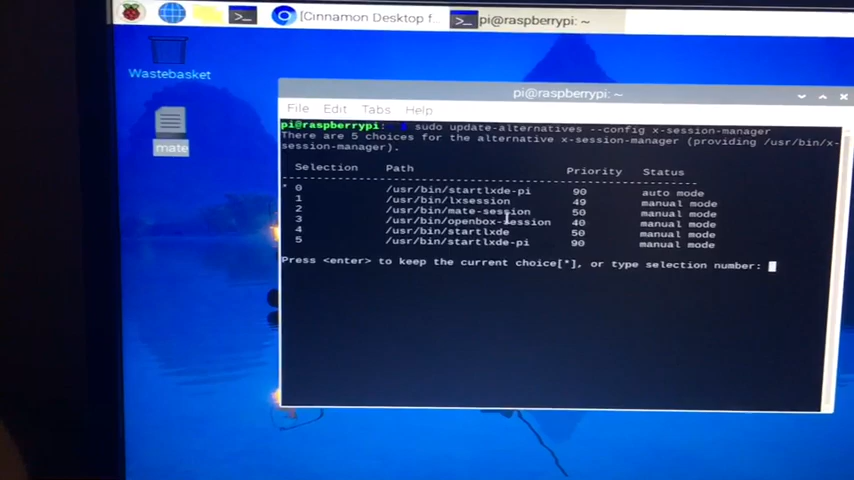 [Cinnamon Desktop f...
pi@raspberrypi: ~
Wastebasket
mate
pi@raspberrypi: ~
File Edit Tabs Help
pi@raspberrypi: sudo update-alternatives --config x-session-manager
There are 5 choices for the alternative x-session-manager (providing /usr/bin/x-
session-manager).
Selection Path Priority Status
* 0 /usr/bin/startlxde-pi 90 auto mode
1 /usr/bin/lxsession 49 manual mode
2 /usr/bin/mate-session 50 manual mode
3 /usr/bin/openbox-session 40 manual mode
4 /usr/bin/startlxde 50 manual mode
5 /usr/bin/startlxde-pi 90 manual mode
Press <enter> to keep the current choice[*], or type selection number: